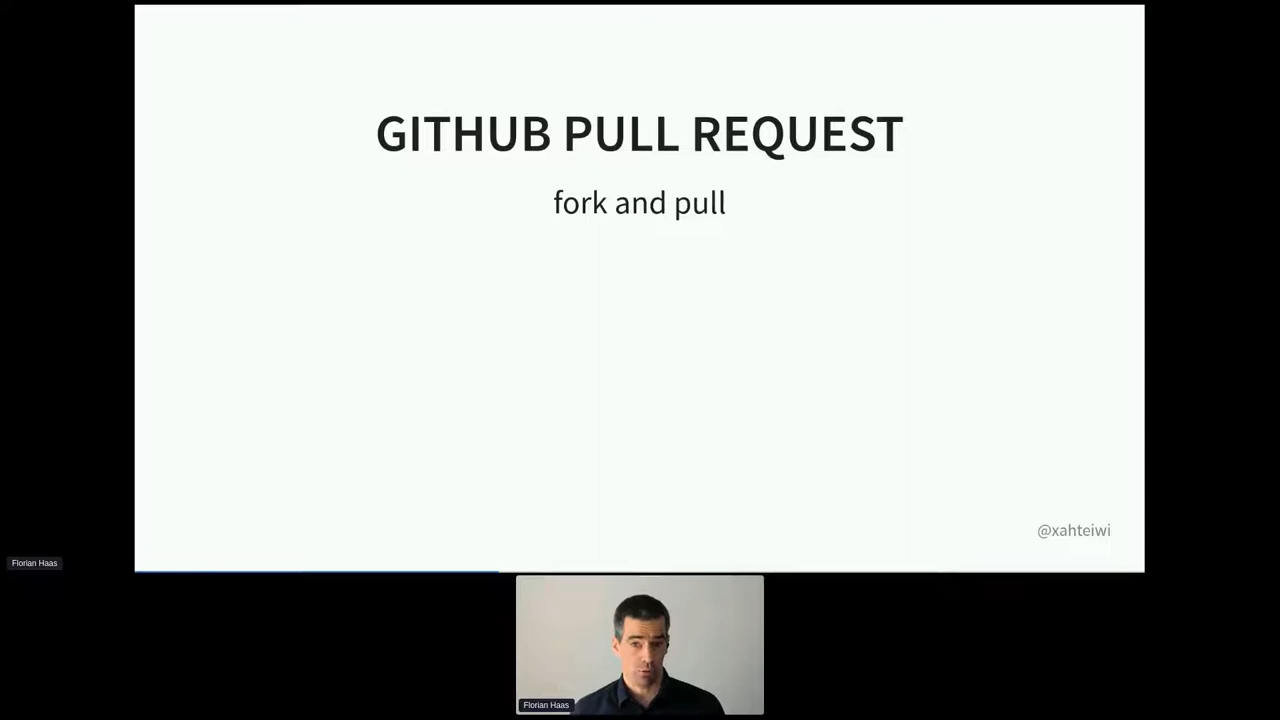 GITHUB PULL REQUEST
fork and pull
@xahteiwi
Florian Haas
Florian Haas